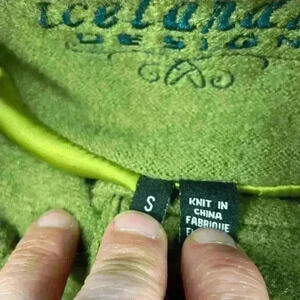 Icelandic
DESIGN
S
KNIT IN
CHINA
FABRIQUE